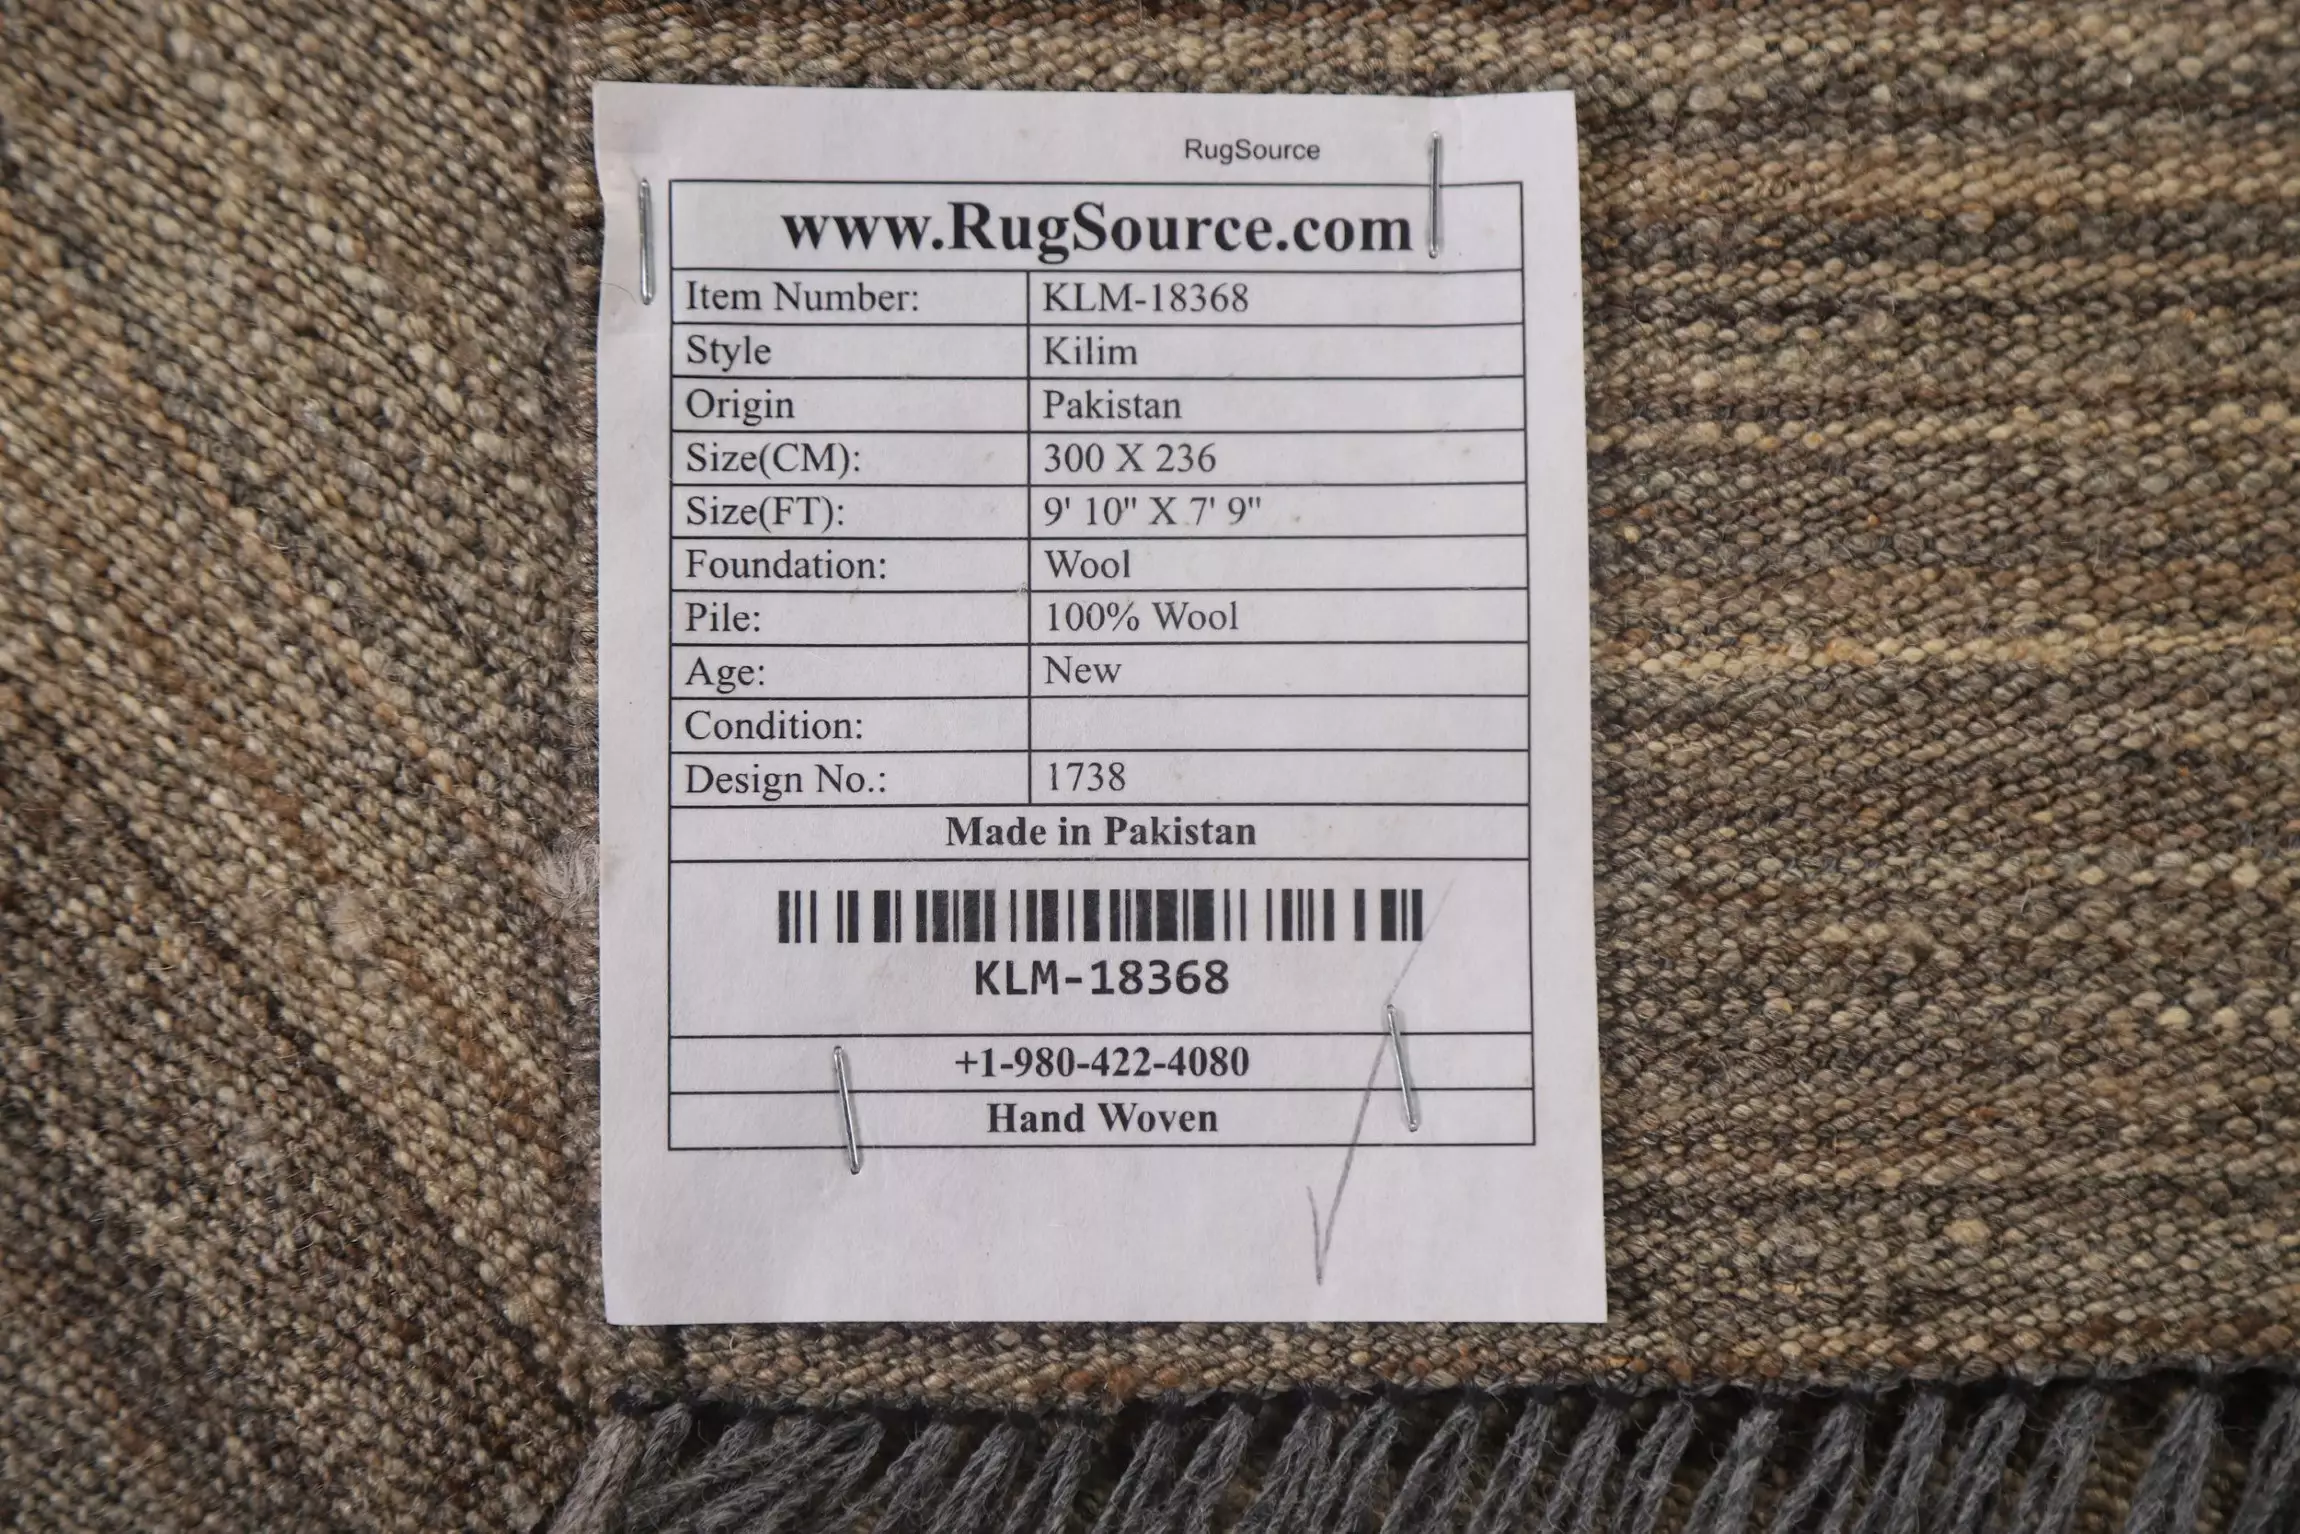 RugSource
www.RugSource.com
Item Number: KLM-18368
Style Kilim
Origin Pakistan
Size(CM): 300 X 236
Size(FT): 9' 10" X 7' 9"
Foundation: Wool
Pile: 100% Wool
Age: New
Condition:
Design No.: 1738
Made in Pakistan
KLM-18368
+1-980-422-4080
Hand Woven